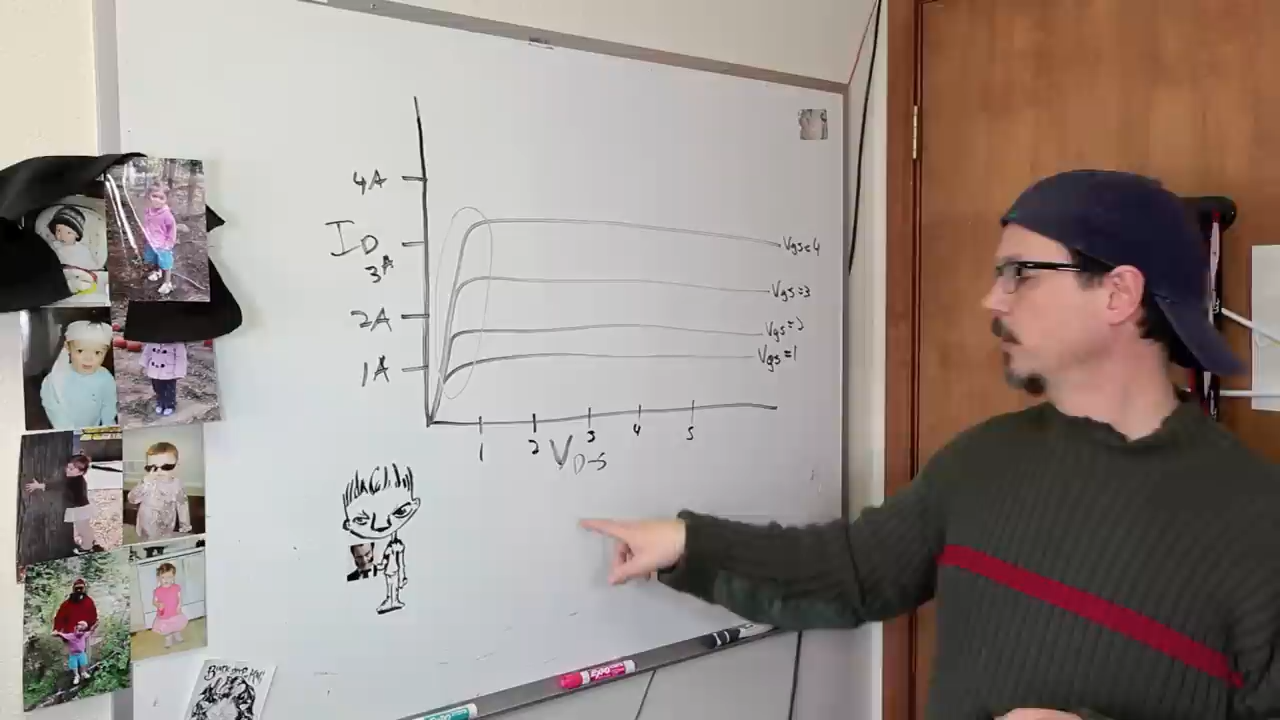 4A
ID
3A
2A
1A
Vgs=4
Vgs=3
Vgs=2
Vgs=1
1 2 3 4 5
VD-S
EXPO